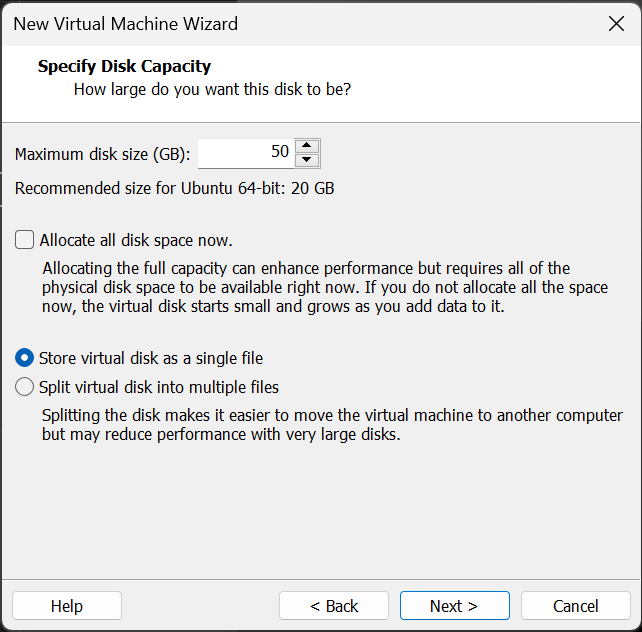 New Virtual Machine Wizard
Specify Disk Capacity
How large do you want this disk to be?
Maximum disk size (GB): 50
Recommended size for Ubuntu 64-bit: 20 GB
Allocate all disk space now.
Allocating the full capacity can enhance performance but requires all of the
physical disk space to be available right now. If you do not allocate all the space
now, the virtual disk starts small and grows as you add data to it.
Store virtual disk as a single file
Split virtual disk into multiple files
Splitting the disk makes it easier to move the virtual machine to another computer
but may reduce performance with very large disks.
Help < Back Next > Cancel